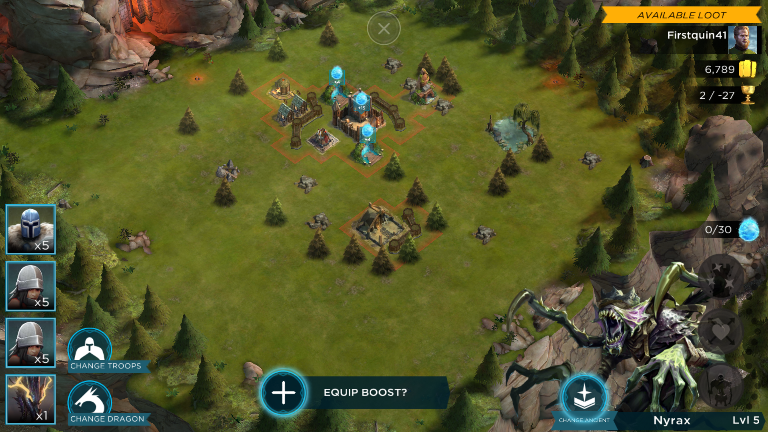 AVAILABLE LOOT
Firstquin41
6,789
2 / -27
0/30
x5
x5
x5
x1
CHANGE TROOPS
CHANGE DRAGON
EQUIP BOOST?
CHANGE ANCIENT
Nyrax Lvl 5